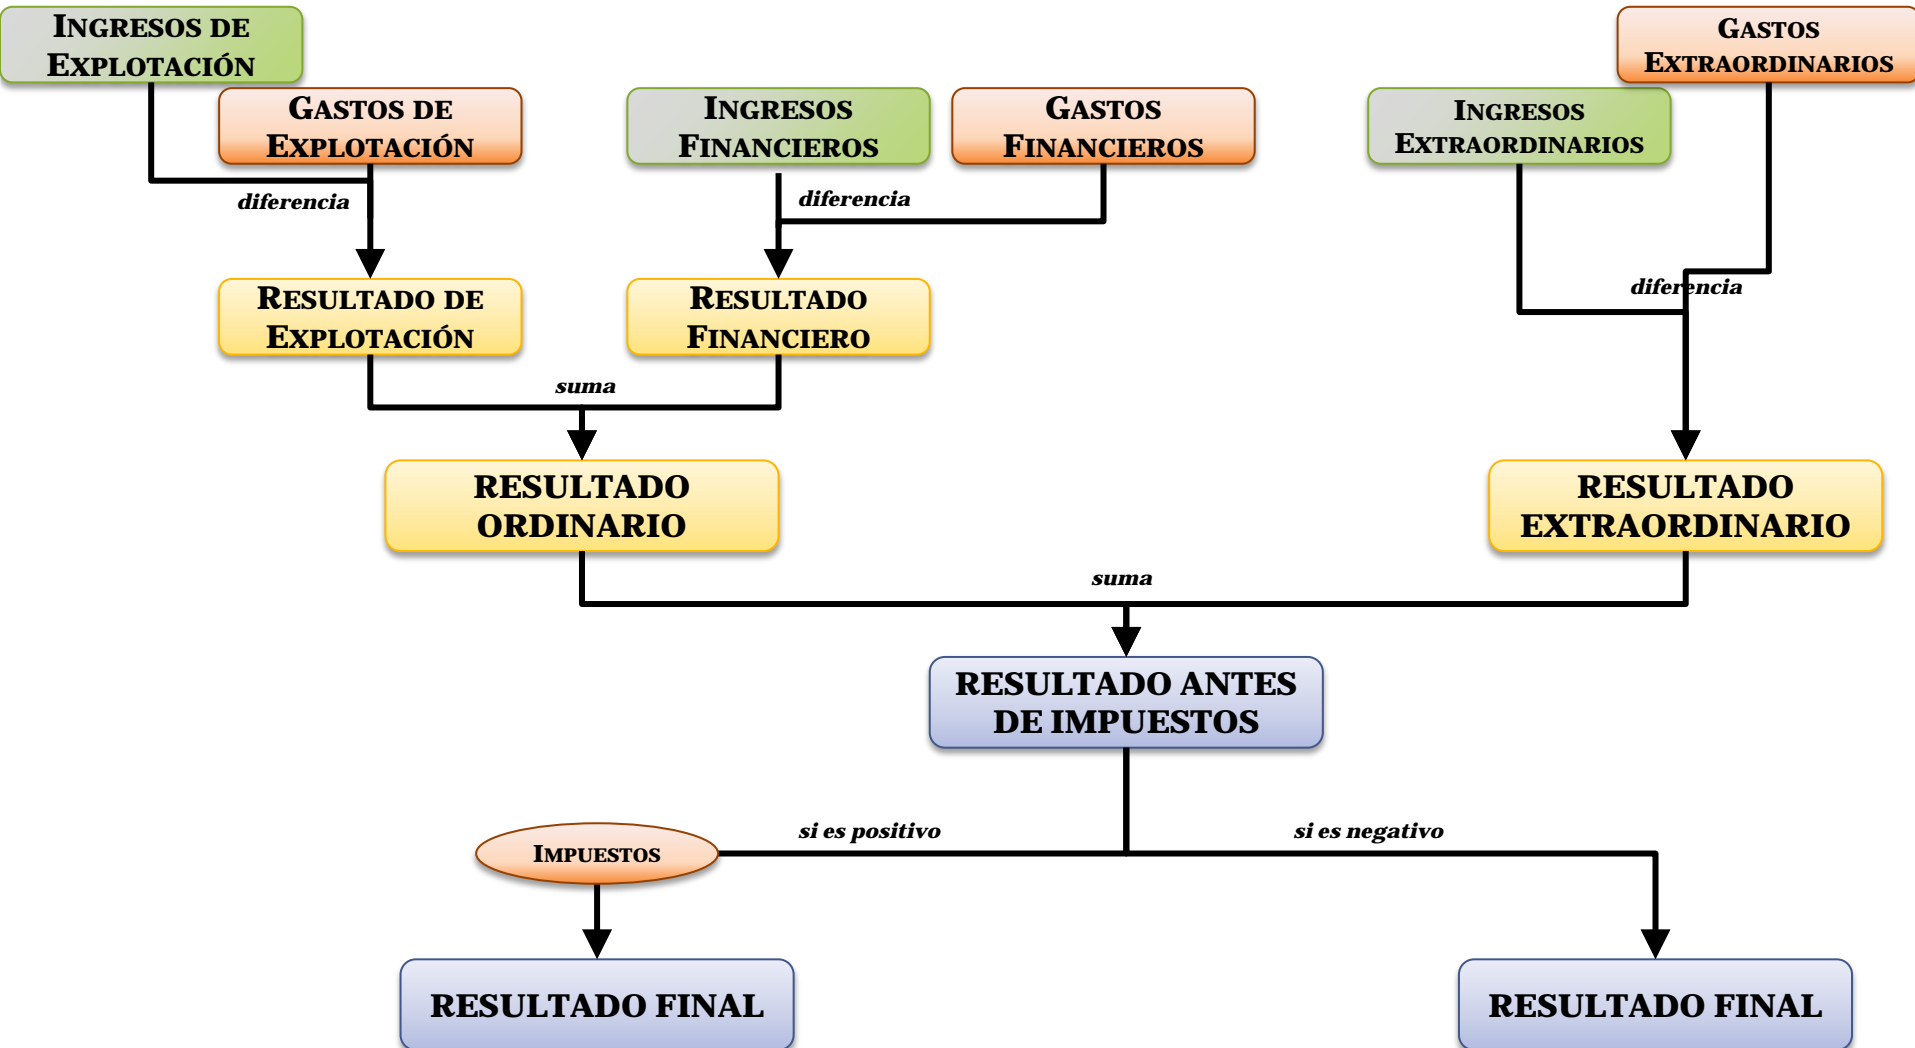 INGRESOS DE
EXPLOTACIÓN
GASTOS
EXTRAORDINARIOS
GASTOS DE
EXPLOTACIÓN
INGRESOS
FINANCIEROS
GASTOS
FINANCIEROS
INGRESOS
EXTRAORDINARIOS
diferencia
diferencia
diferencia
RESULTADO DE
EXPLOTACIÓN
RESULTADO
FINANCIERO
suma
RESULTADO
ORDINARIO
RESULTADO
EXTRAORDINARIO
suma
RESULTADO ANTES
DE IMPUESTOS
si es positivo
si es negativo
IMPUESTOS
RESULTADO FINAL
RESULTADO FINAL